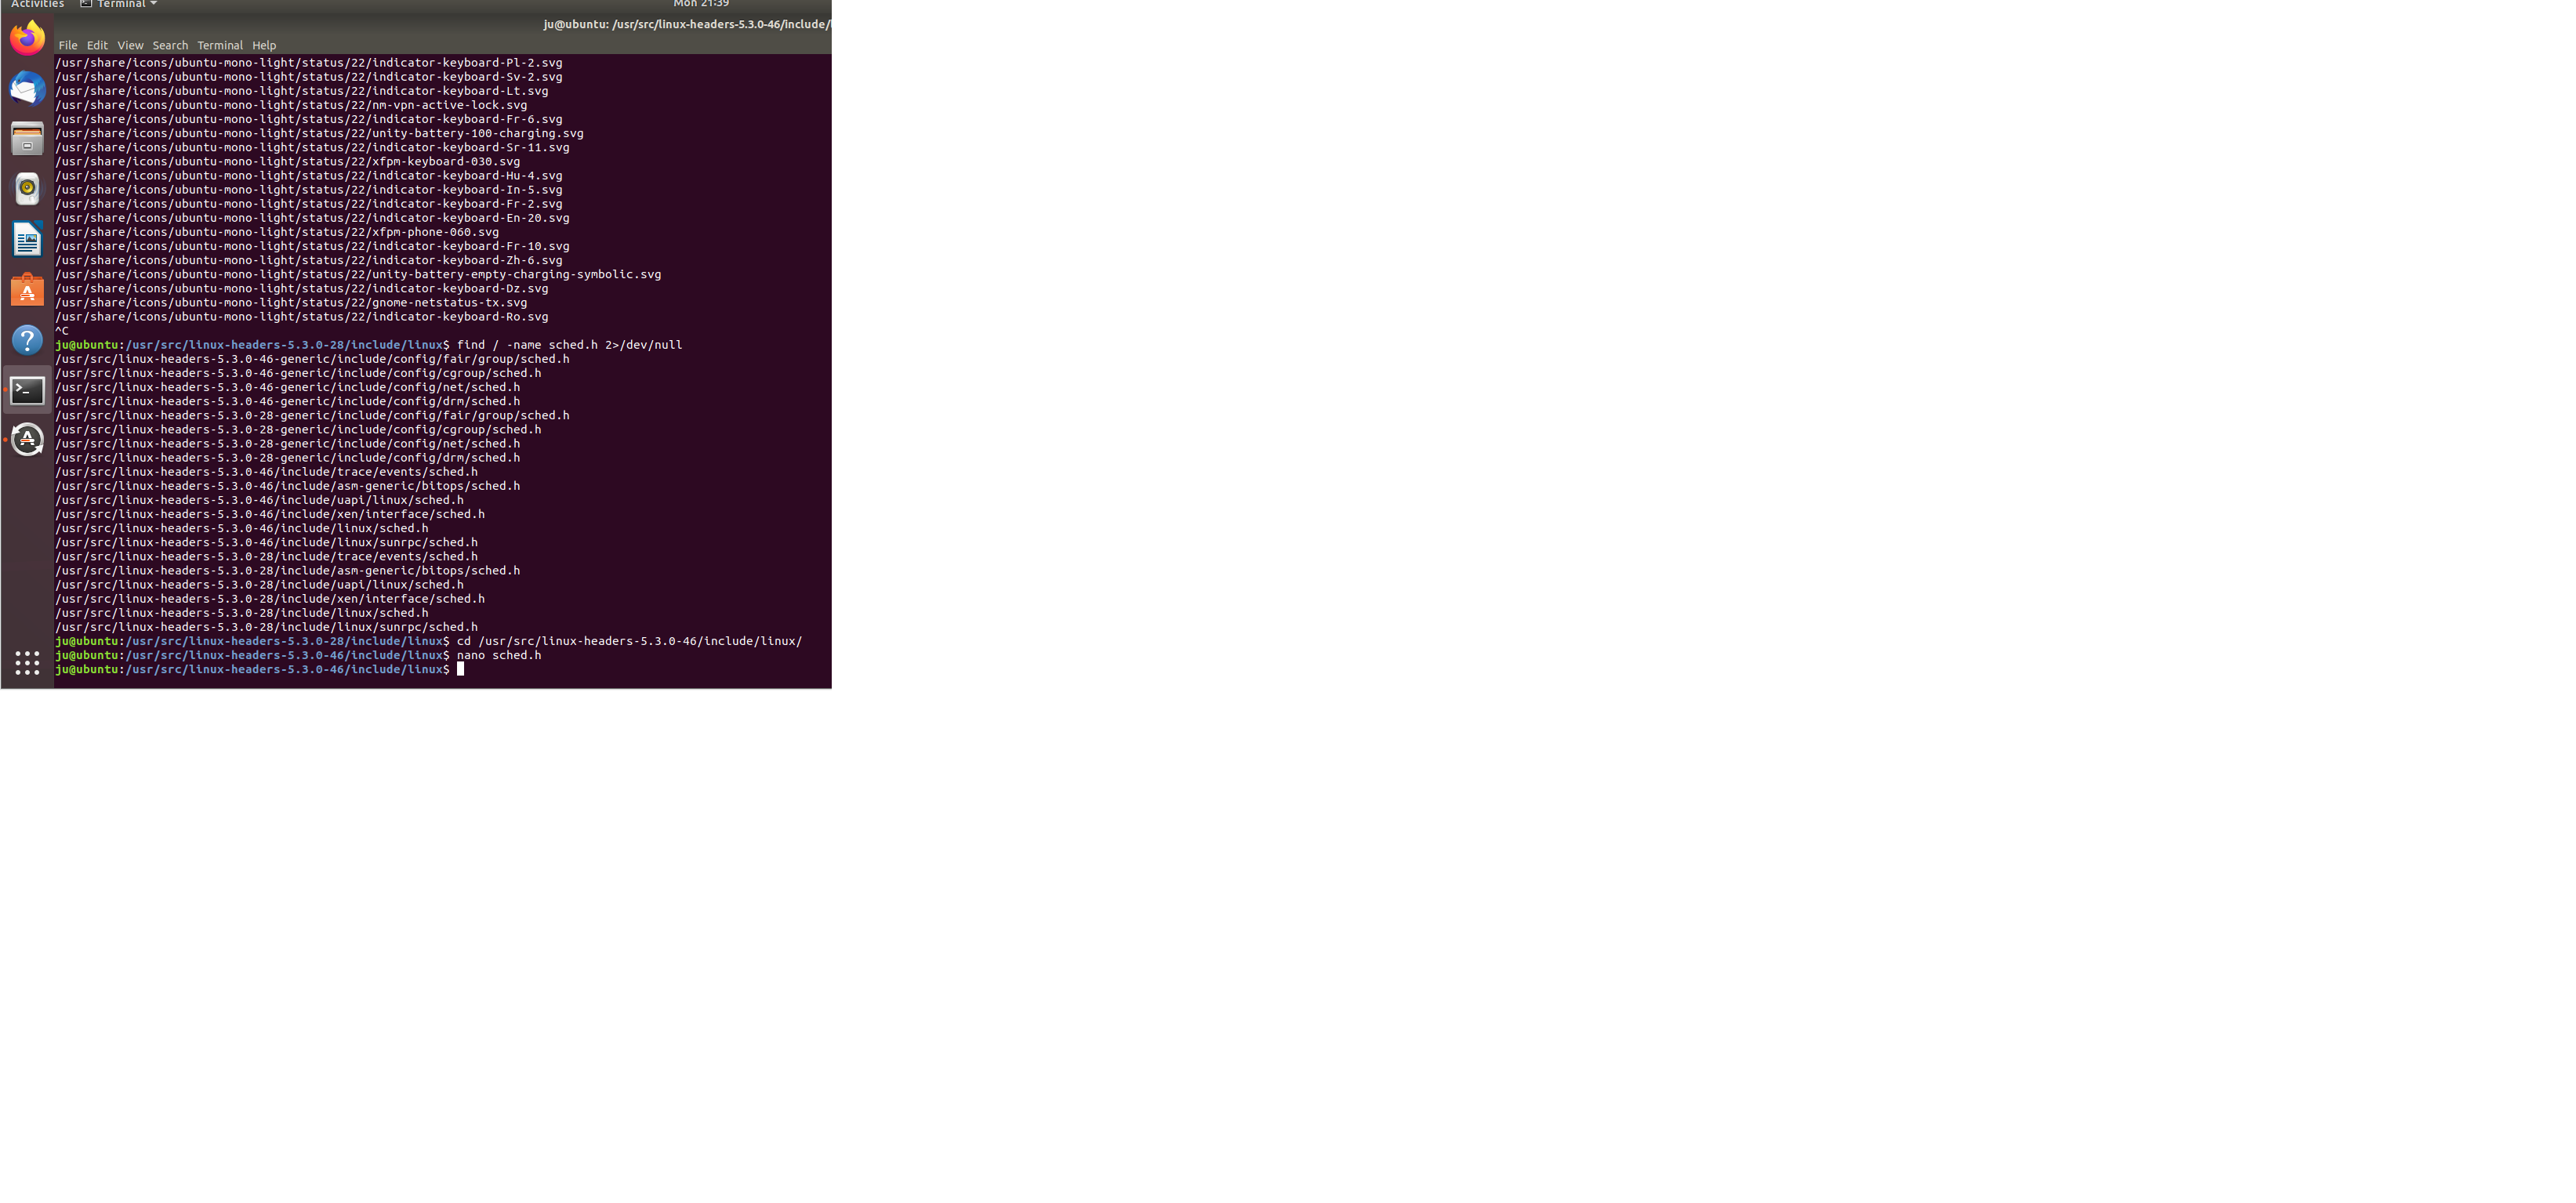 Activities Terminal Mon 21:39
ju@ubuntu: /usr/src/linux-headers-5.3.0-46/include/
File Edit View Search Terminal Help
/usr/share/icons/ubuntu-mono-light/status/22/indicator-keyboard-Pl-2.svg
/usr/share/icons/ubuntu-mono-light/status/22/indicator-keyboard-Sv-2.svg
/usr/share/icons/ubuntu-mono-light/status/22/indicator-keyboard-Lt.svg
/usr/share/icons/ubuntu-mono-light/status/22/nm-vpn-active-lock.svg
/usr/share/icons/ubuntu-mono-light/status/22/indicator-keyboard-Fr-6.svg
/usr/share/icons/ubuntu-mono-light/status/22/unity-battery-100-charging.svg
/usr/share/icons/ubuntu-mono-light/status/22/indicator-keyboard-Sr-11.svg
/usr/share/icons/ubuntu-mono-light/status/22/xfpm-keyboard-030.svg
/usr/share/icons/ubuntu-mono-light/status/22/indicator-keyboard-Hu-4.svg
/usr/share/icons/ubuntu-mono-light/status/22/indicator-keyboard-In-5.svg
/usr/share/icons/ubuntu-mono-light/status/22/indicator-keyboard-Fr-2.svg
/usr/share/icons/ubuntu-mono-light/status/22/indicator-keyboard-En-20.svg
/usr/share/icons/ubuntu-mono-light/status/22/xfpm-phone-060.svg
/usr/share/icons/ubuntu-mono-light/status/22/indicator-keyboard-Fr-10.svg
/usr/share/icons/ubuntu-mono-light/status/22/indicator-keyboard-Zh-6.svg
/usr/share/icons/ubuntu-mono-light/status/22/unity-battery-empty-charging-symbolic.svg
/usr/share/icons/ubuntu-mono-light/status/22/indicator-keyboard-Dz.svg
/usr/share/icons/ubuntu-mono-light/status/22/gnome-netstatus-tx.svg
/usr/share/icons/ubuntu-mono-light/status/22/indicator-keyboard-Ro.svg
^C
ju@ubuntu:/usr/src/linux-headers-5.3.0-28/include/linux$ find / -name sched.h 2>/dev/null
/usr/src/linux-headers-5.3.0-46-generic/include/config/fair/group/sched.h
/usr/src/linux-headers-5.3.0-46-generic/include/config/cgroup/sched.h
/usr/src/linux-headers-5.3.0-46-generic/include/config/net/sched.h
/usr/src/linux-headers-5.3.0-46-generic/include/config/drm/sched.h
/usr/src/linux-headers-5.3.0-28-generic/include/config/fair/group/sched.h
/usr/src/linux-headers-5.3.0-28-generic/include/config/cgroup/sched.h
/usr/src/linux-headers-5.3.0-28-generic/include/config/net/sched.h
/usr/src/linux-headers-5.3.0-28-generic/include/config/drm/sched.h
/usr/src/linux-headers-5.3.0-46/include/trace/events/sched.h
/usr/src/linux-headers-5.3.0-46/include/asm-generic/bitops/sched.h
/usr/src/linux-headers-5.3.0-46/include/uapi/linux/sched.h
/usr/src/linux-headers-5.3.0-46/include/xen/interface/sched.h
/usr/src/linux-headers-5.3.0-46/include/linux/sched.h
/usr/src/linux-headers-5.3.0-46/include/linux/sunrpc/sched.h
/usr/src/linux-headers-5.3.0-28/include/trace/events/sched.h
/usr/src/linux-headers-5.3.0-28/include/asm-generic/bitops/sched.h
/usr/src/linux-headers-5.3.0-28/include/uapi/linux/sched.h
/usr/src/linux-headers-5.3.0-28/include/xen/interface/sched.h
/usr/src/linux-headers-5.3.0-28/include/linux/sched.h
/usr/src/linux-headers-5.3.0-28/include/linux/sunrpc/sched.h
ju@ubuntu:/usr/src/linux-headers-5.3.0-28/include/linux$ cd /usr/src/linux-headers-5.3.0-46/include/linux/
ju@ubuntu:/usr/src/linux-headers-5.3.0-46/include/linux$ nano sched.h
ju@ubuntu:/usr/src/linux-headers-5.3.0-46/include/linux$